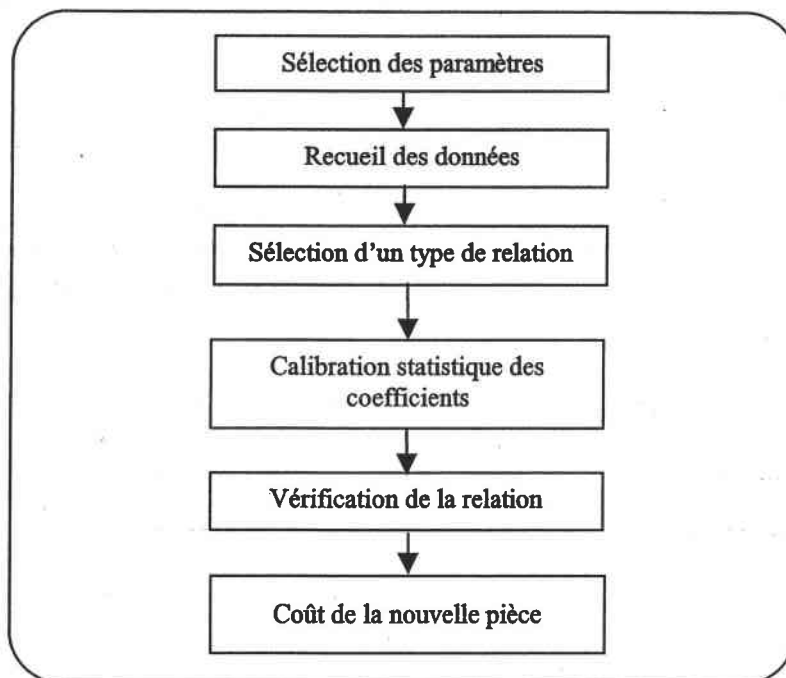 Sélection des paramètres
Recueil des données
Sélection d'un type de relation
Calibration statistique des
coefficients
Vérification de la relation
Coût de la nouvelle pièce